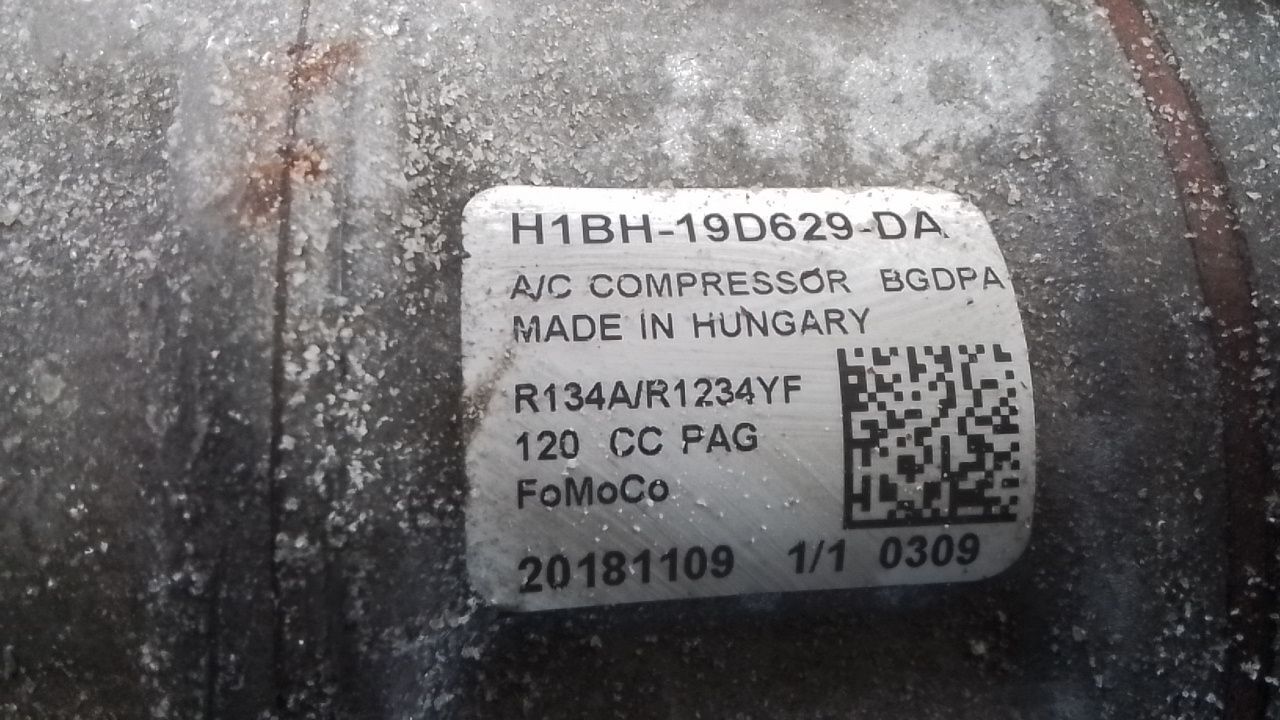 H1BH-19D629-DA
A/C COMPRESSOR BGDPA
MADE IN HUNGARY
R134A/R1234YF
120 CC PAG
FoMoCo
20181109 1/1 0309